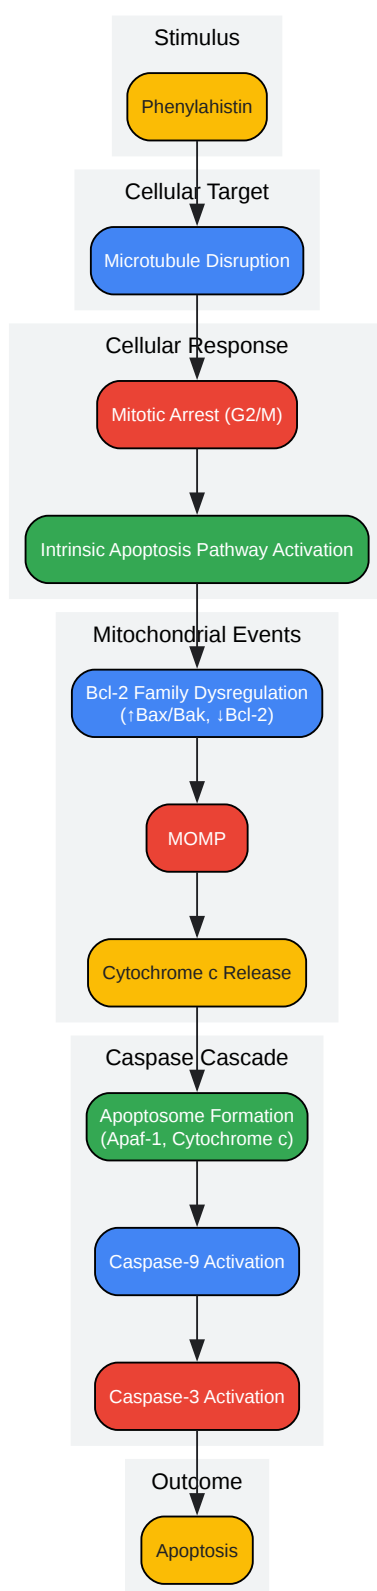 Stimulus
Phenylahistin
Cellular Target
Microtubule Disruption
Cellular Response
Mitotic Arrest (G2/M)
Intrinsic Apoptosis Pathway Activation
Mitochondrial Events
Bcl-2 Family Dysregulation
(↑Bax/Bak, ↓Bcl-2)
MOMP
Cytochrome c Release
Caspase Cascade
Apoptosome Formation
(Apaf-1, Cytochrome c)
Caspase-9 Activation
Caspase-3 Activation
Outcome
Apoptosis